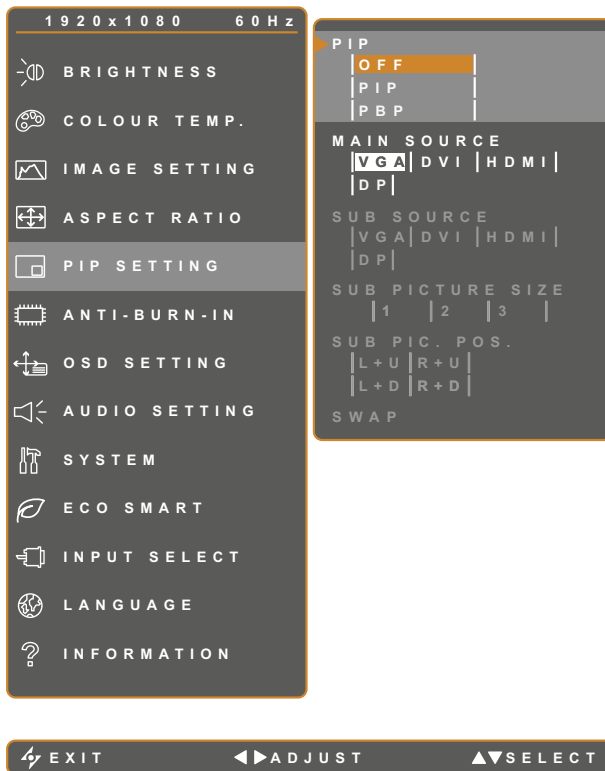 1920x1080 60Hz
BRIGHTNESS
COLOUR TEMP.
IMAGE SETTING
ASPECT RATIO
PIP SETTING
ANTI-BURN-IN
OSD SETTING
AUDIO SETTING
SYSTEM
ECO SMART
INPUT SELECT
LANGUAGE
INFORMATION
PIP
OFF
PIP
PBP
MAIN SOURCE
VGA DVI HDMI
DP
SUB SOURCE
VGA DVI HDMI
DP
SUB PICTURE SIZE
1 2 3
SUB PIC. POS.
L+U R+U
L+D R+D
SWAP
EXIT ADJUST SELECT